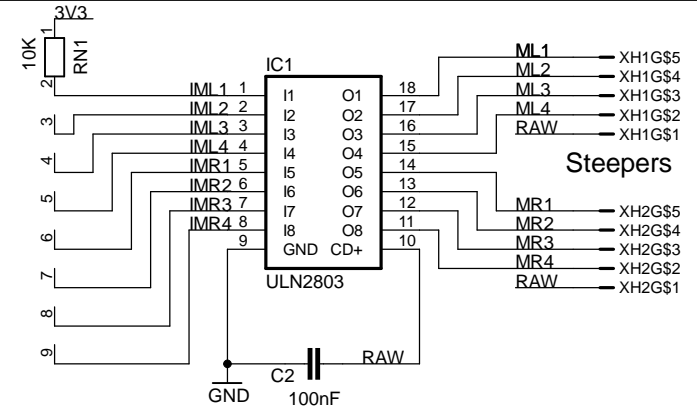 3V3
1
10K
RN1
2
3
4
5
6
7
8
9
IC1
IML1 1 I1 O1 18 ML1 XH1G$5
IML2 2 I2 O2 17 ML2 XH1G$4
IML3 3 I3 O3 16 ML3 XH1G$3
IML4 4 I4 O4 15 ML4 XH1G$2
RAW XH1G$1
Steepers
IMR1 5 I5 O5 14 MR1 XH2G$5
IMR2 6 I6 O6 13 MR2 XH2G$4
IMR3 7 I7 O7 12 MR3 XH2G$3
IMR4 8 I8 O8 11 MR4 XH2G$2
9 GND CD+ 10 RAW XH2G$1
ULN2803
C2
RAW
GND
100nF